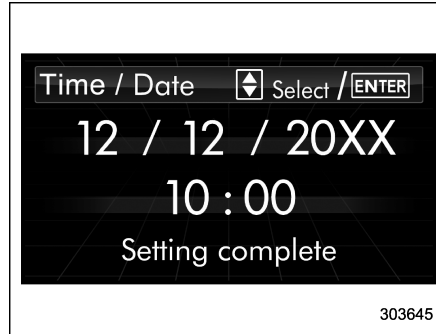 Time / Date Select / ENTER
12 / 12 / 20XX
10 : 00
Setting complete
303645